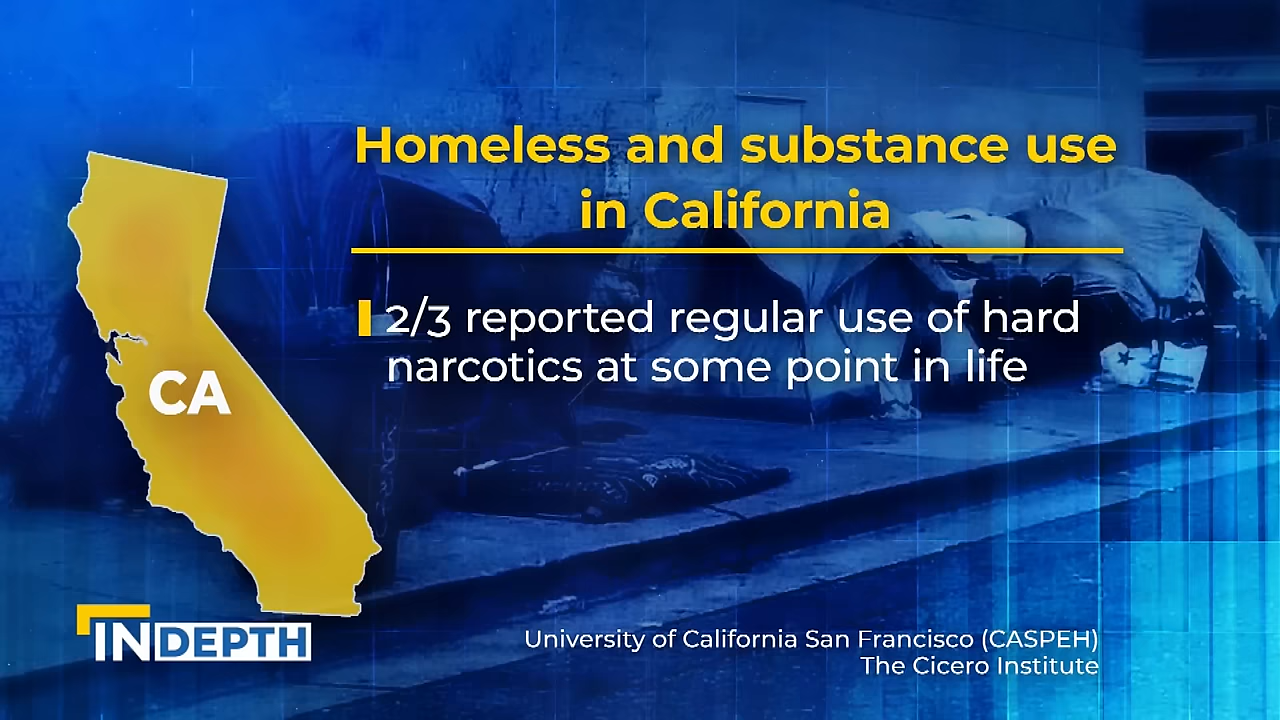 Homeless and substance use
in California
2/3 reported regular use of hard
narcotics at some point in life
CA
INDEPTH
University of California San Francisco (CASPEH)
The Cicero Institute